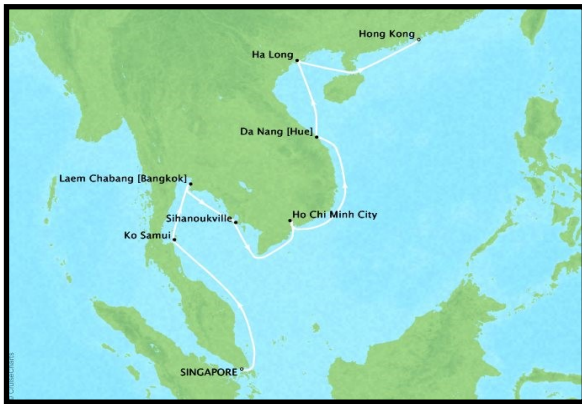 Hong Kong
Ha Long
Da Nang [Hue]
Laem Chabang [Bangkok]
Sihanoukville
Ho Chi Minh City
Ko Samui
SINGAPORE